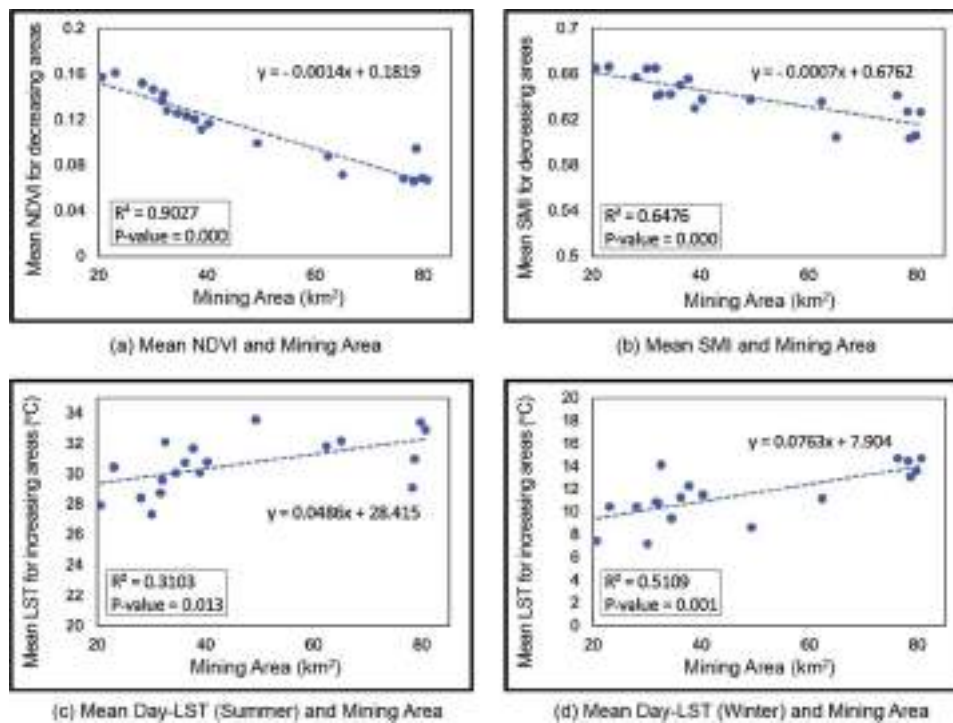 0.2
0.16
0.12
0.08
0.04
0
Mean NDVI for decreasing areas
y = - 0.0014x + 0.1819
R² = 0.9027
P-value = 0.000
20 40 60 80
Mining Area (km²)
(a) Mean NDVI and Mining Area
0.7
0.66
0.62
0.58
0.54
0.5
Mean SMI for decreasing areas
y = - 0.0007x + 0.6762
R² = 0.6476
P-value = 0.000
20 40 60 80
Mining Area (km²)
(b) Mean SMI and Mining Area
34
32
30
28
26
24
22
20
Mean LST for increasing areas (°C)
y = 0.0486x + 28.415
R² = 0.3103
P-value = 0.013
20 40 60 80
Mining Area (km²)
(c) Mean Day-LST (Summer) and Mining Area
20
18
16
14
12
10
8
6
4
2
0
Mean LST for increasing areas (°C)
y = 0.0763x + 7.904
R² = 0.5109
P-value = 0.001
20 40 60 80
Mining Area (km²)
(d) Mean Day-LST (Winter) and Mining Area